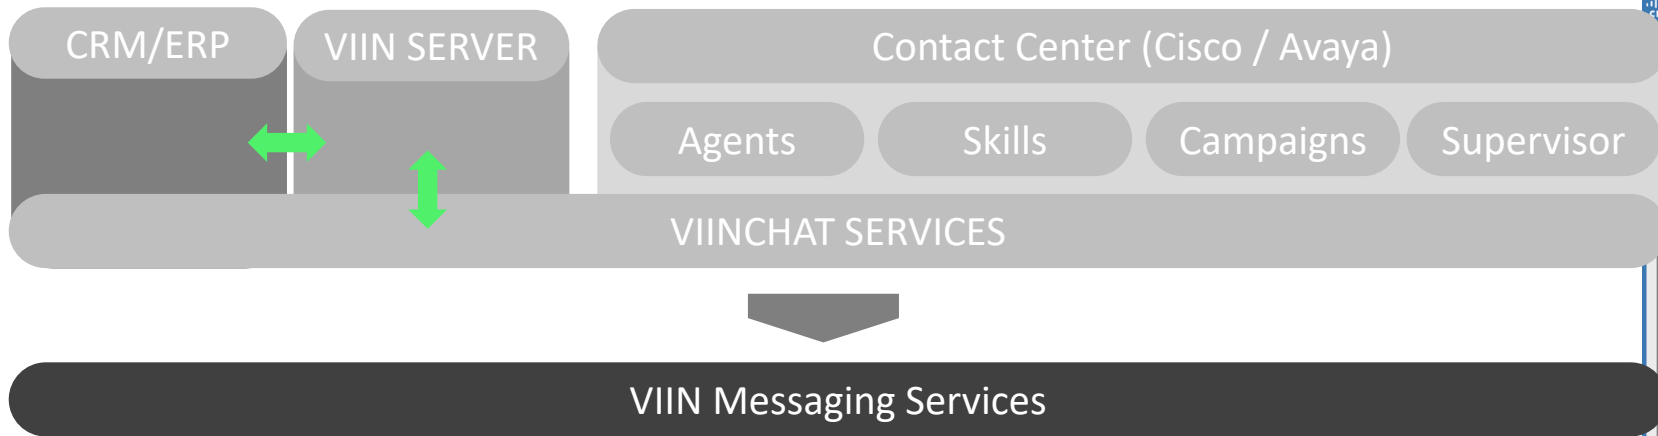 CRM/ERP
VIIN SERVER
Contact Center (Cisco / Avaya)
Agents
Skills
Campaigns
Supervisor
VIINCHAT SERVICES
VIIN Messaging Services